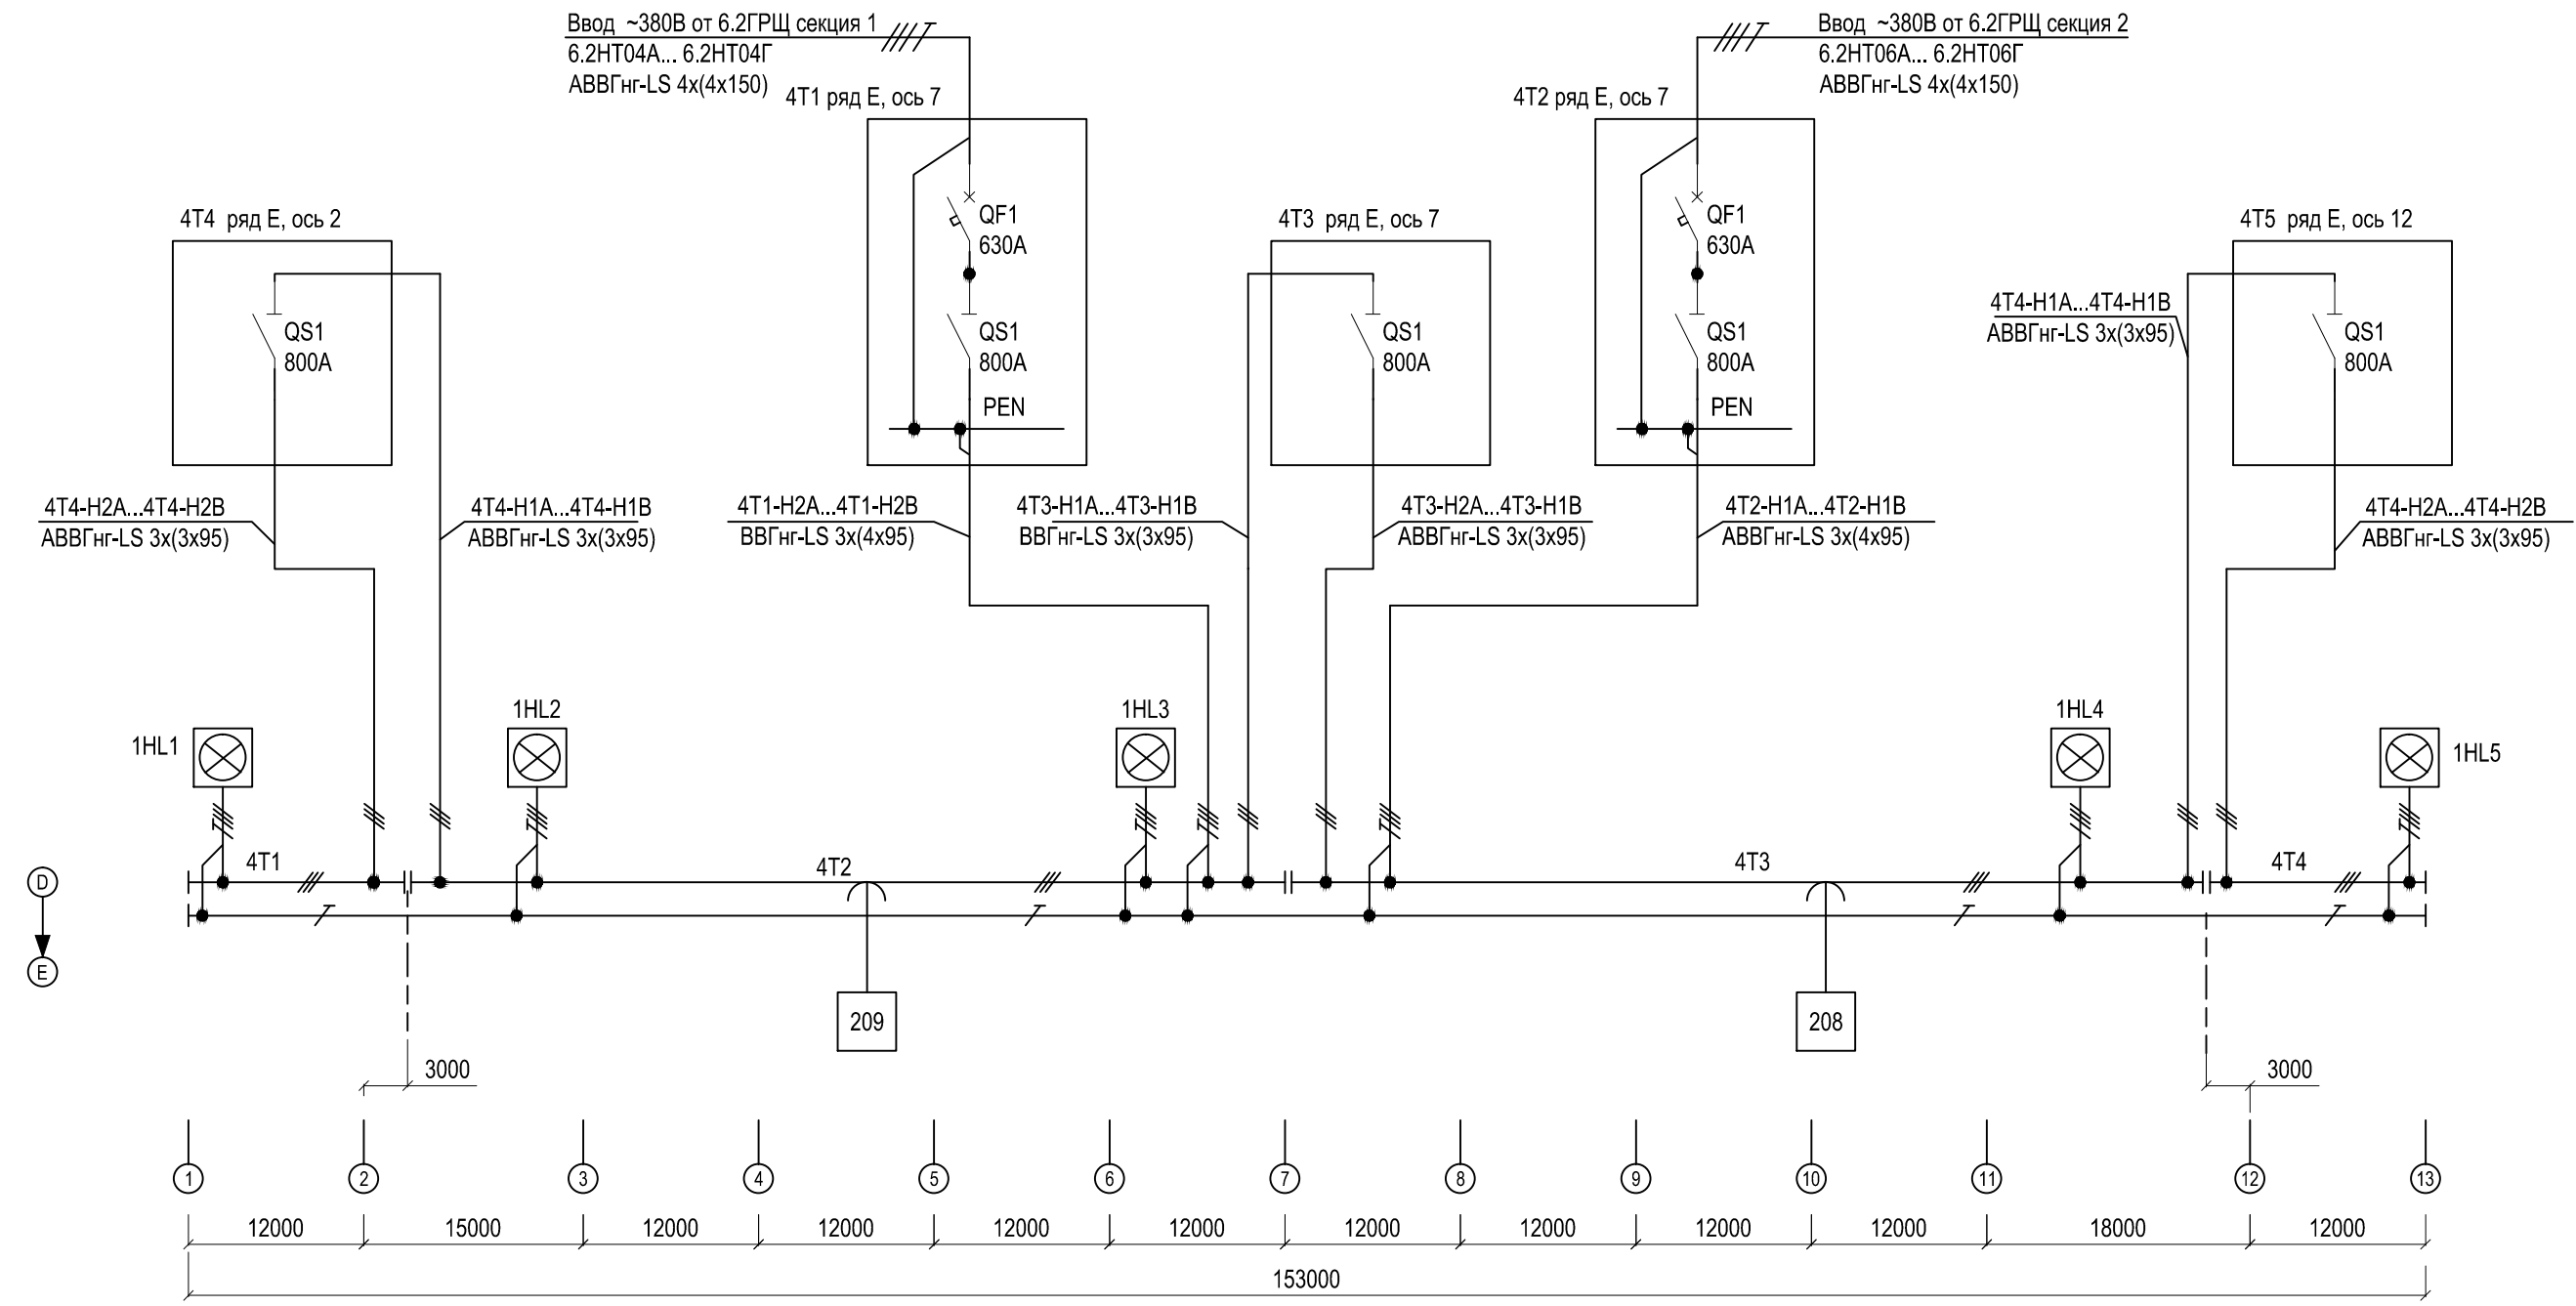 Ввод ~380В от 6.2ГРЩ секция 1
6.2НТ04А... 6.2НТ04Г
АВВГнг-LS 4х(4х150)
Ввод ~380В от 6.2ГРЩ секция 2
6.2НТ06А... 6.2НТ06Г
АВВГнг-LS 4х(4х150)
4Т1 ряд Е, ось 7
4Т2 ряд Е, ось 7
4Т4 ряд Е, ось 2
QF1
630А
4Т3 ряд Е, ось 7
QF1
630А
4Т5 ряд Е, ось 12
4Т4-Н1А...4Т4-Н1В
АВВГнг-LS 3х(3х95)
QS1
800А
QS1
800А
QS1
800А
QS1
800А
QS1
800А
PEN
PEN
4Т4-Н2А...4Т4-Н2В
АВВГнг-LS 3х(3х95)
4Т4-Н1А...4Т4-Н1В
АВВГнг-LS 3х(3х95)
4Т1-Н2А...4Т1-Н2В
ВВГнг-LS 3х(4х95)
4Т3-Н1А...4Т3-Н1В
ВВГнг-LS 3х(3х95)
4Т3-Н2А...4Т3-Н1В
АВВГнг-LS 3х(3х95)
4Т2-Н1А...4Т2-Н1В
АВВГнг-LS 3х(4х95)
4Т4-Н2А...4Т4-Н2В
АВВГнг-LS 3х(3х95)
1HL1
1HL2
1HL3
1HL4
1HL5
4Т1
4Т2
4Т3
4Т4
D
E
209
208
3000
3000
1 2 3 4 5 6 7 8 9 10 11 12 13
12000 15000 12000 12000 12000 12000 12000 12000 12000 12000 18000 12000
153000